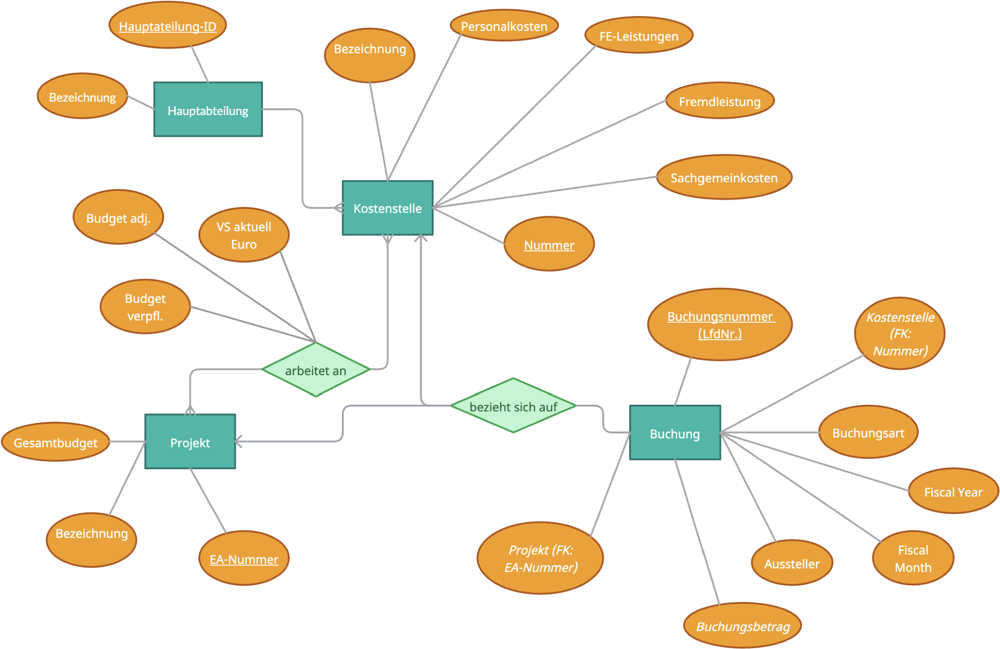 Hauptateilung-ID
Personalkosten
FE-Leistungen
Bezeichnung
Bezeichnung
Hauptabteilung
Fremdleistung
Sachgemeinkosten
Kostenstelle
Budget adj.
VS aktuell
Euro
Nummer
Budget
verpfl.
Buchungsnummer
(LfdNr.)
Kostenstelle
(FK:
Nummer)
arbeitet an
bezieht sich auf
Gesamtbudget
Projekt
Buchung
Buchungsart
Fiscal Year
Bezeichnung
EA-Nummer
Projekt (FK:
EA-Nummer)
Aussteller
Fiscal
Month
Buchungsbetrag